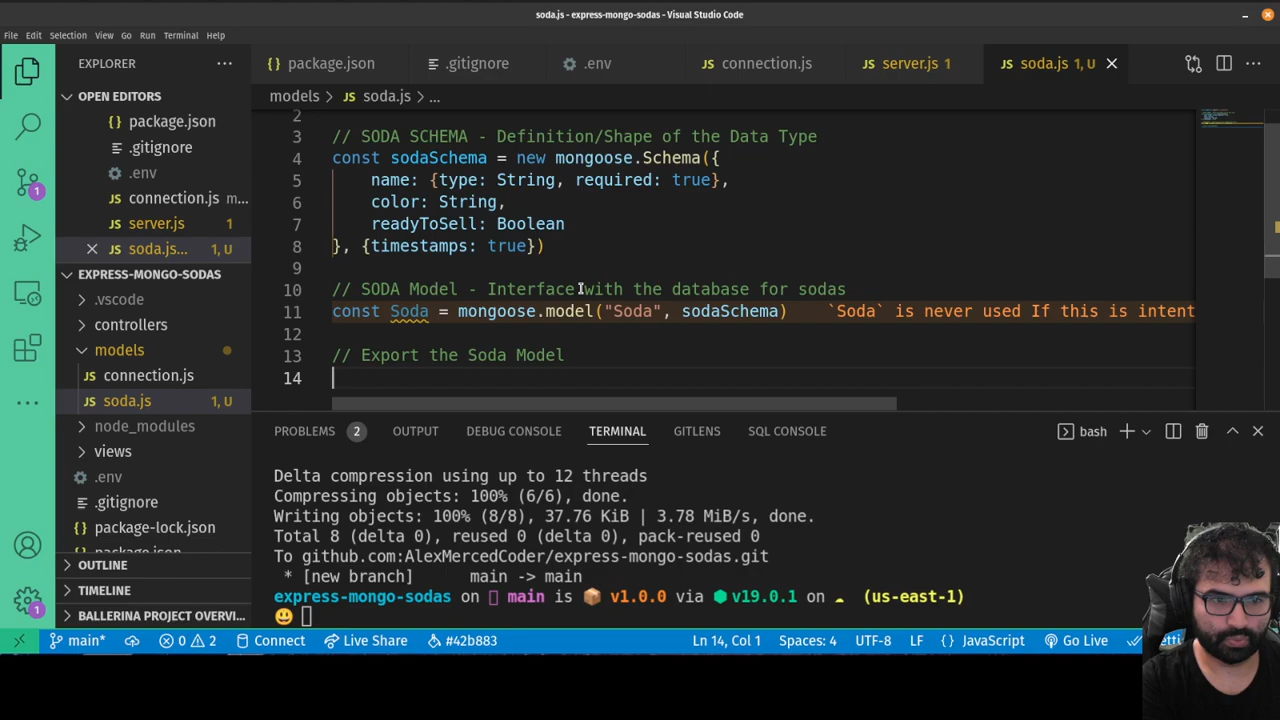 soda.js - express-mongo-sodas - Visual Studio Code
File Edit Selection View Go Run Terminal Help
EXPLORER
OPEN EDITORS
package.json
.gitignore
.env
connection.js m...
server.js 1
soda.js... 1, U
EXPRESS-MONGO-SODAS
.vscode
controllers
models
connection.js
soda.js 1, U
node_modules
views
.env
.gitignore
package-lock.json
package.json
OUTLINE
TIMELINE
BALLERINA PROJECT OVERVI...
package.json .gitignore .env connection.js server.js 1 soda.js 1, U
models > soda.js > ...
2
3 // SODA SCHEMA - Definition/Shape of the Data Type
4 const sodaSchema = new mongoose.Schema({
5 name: {type: String, required: true},
6 color: String,
7 readyToSell: Boolean
8 }, {timestamps: true})
9
10 // SODA Model - Interface with the database for sodas
11 const Soda = mongoose.model("Soda", sodaSchema) `Soda` is never used If this is intent
12
13 // Export the Soda Model
14
PROBLEMS 2 OUTPUT DEBUG CONSOLE TERMINAL GITLENS SQL CONSOLE
bash
Delta compression using up to 12 threads
Compressing objects: 100% (6/6), done.
Writing objects: 100% (8/8), 37.76 KiB | 3.78 MiB/s, done.
Total 8 (delta 0), reused 0 (delta 0), pack-reused 0
To github.com:AlexMercedCoder/express-mongo-sodas.git
* [new branch] main -> main
express-mongo-sodas on main is 📦 v1.0.0 via v19.0.1 on ☁ (us-east-1)
1
1
main* 0 2 Connect Live Share #42b883 Ln 14, Col 1 Spaces: 4 UTF-8 LF {} JavaScript Go Live